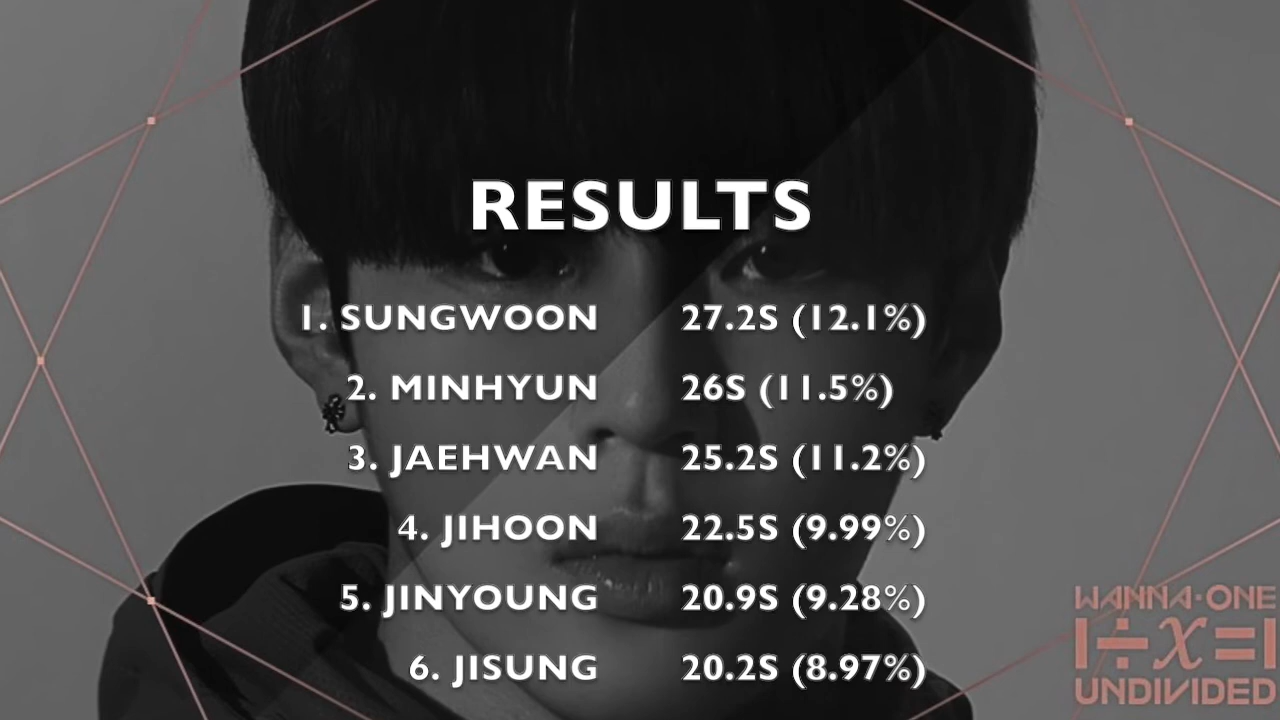 RESULTS
1. SUNGWOON 27.2S (12.1%)
2. MINHYUN 26S (11.5%)
3. JAEHWAN 25.2S (11.2%)
4. JIHOON 22.5S (9.99%)
5. JINYOUNG 20.9S (9.28%)
6. JISUNG 20.2S (8.97%)
WANNA·ONE
1÷x=1
UNDIVIDED